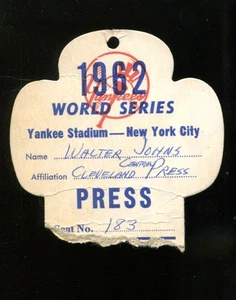 1962
Yankees
WORLD SERIES
Yankee Stadium—New York City
Name WALTER JOHNS
CENTRAL
Affiliation CLEVELAND PRESS
PRESS
Seat No. 183